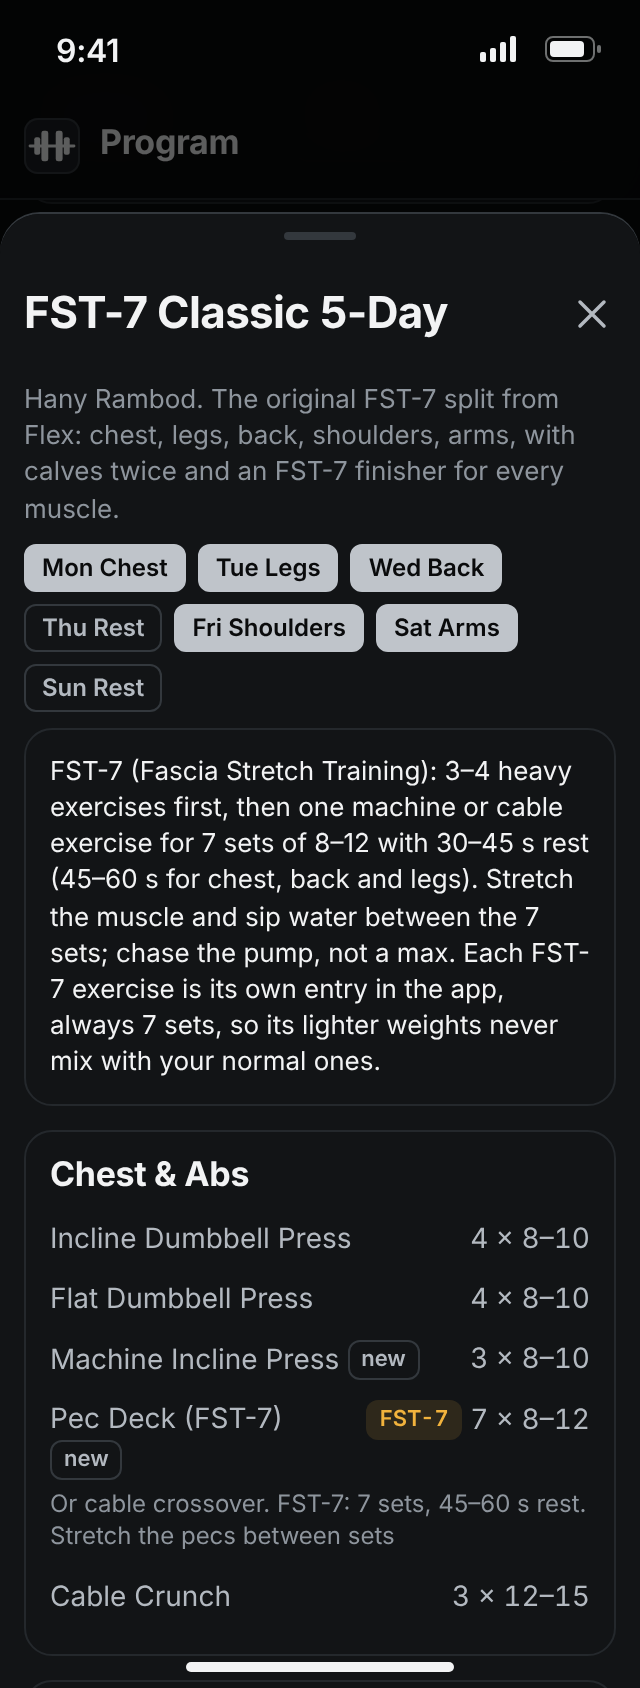 9:41
Program
FST-7 Classic 5-Day
Hany Rambod. The original FST-7 split from
Flex: chest, legs, back, shoulders, arms, with
calves twice and an FST-7 finisher for every
muscle.
Mon Chest Tue Legs Wed Back
Thu Rest Fri Shoulders Sat Arms
Sun Rest
FST-7 (Fascia Stretch Training): 3–4 heavy
exercises first, then one machine or cable
exercise for 7 sets of 8–12 with 30–45 s rest
(45–60 s for chest, back and legs). Stretch
the muscle and sip water between the 7
sets; chase the pump, not a max. Each FST-
7 exercise is its own entry in the app,
always 7 sets, so its lighter weights never
mix with your normal ones.
Chest & Abs
Incline Dumbbell Press 4 × 8–10
Flat Dumbbell Press 4 × 8–10
Machine Incline Press new 3 × 8–10
Pec Deck (FST-7) FST-7 7 × 8–12
new
Or cable crossover. FST-7: 7 sets, 45–60 s rest.
Stretch the pecs between sets
Cable Crunch 3 × 12–15